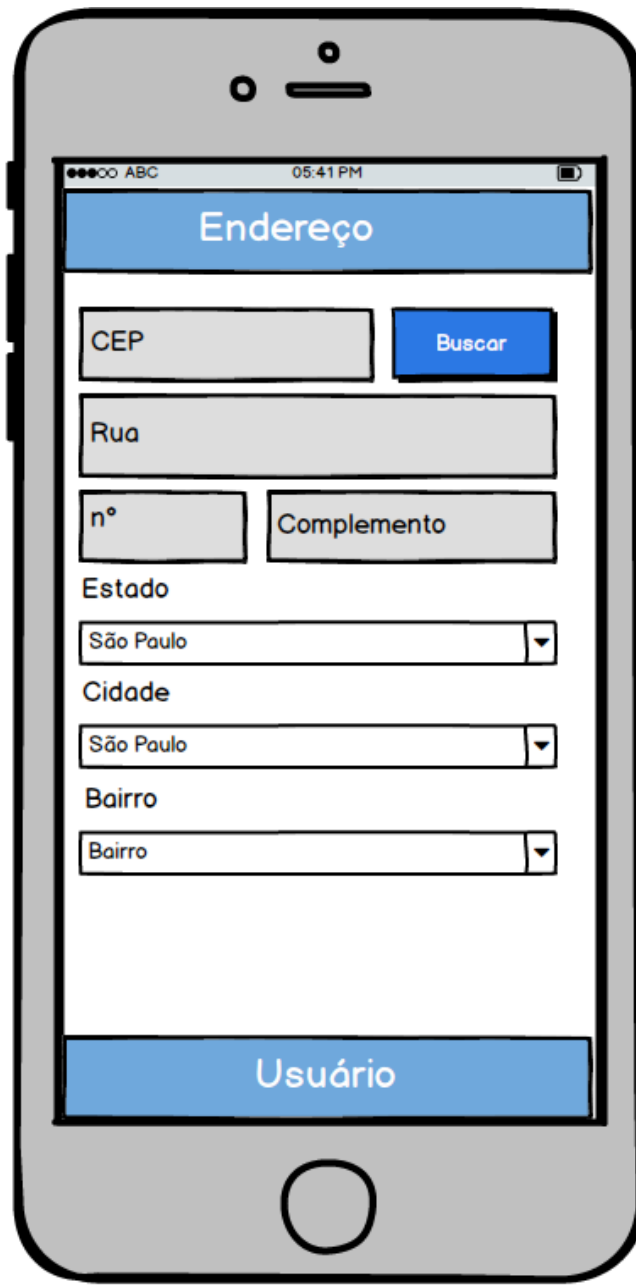 ABC 05:41 PM
Endereço
CEP Buscar
Rua
n° Complemento
Estado
São Paulo
Cidade
São Paulo
Bairro
Bairro
Usuário